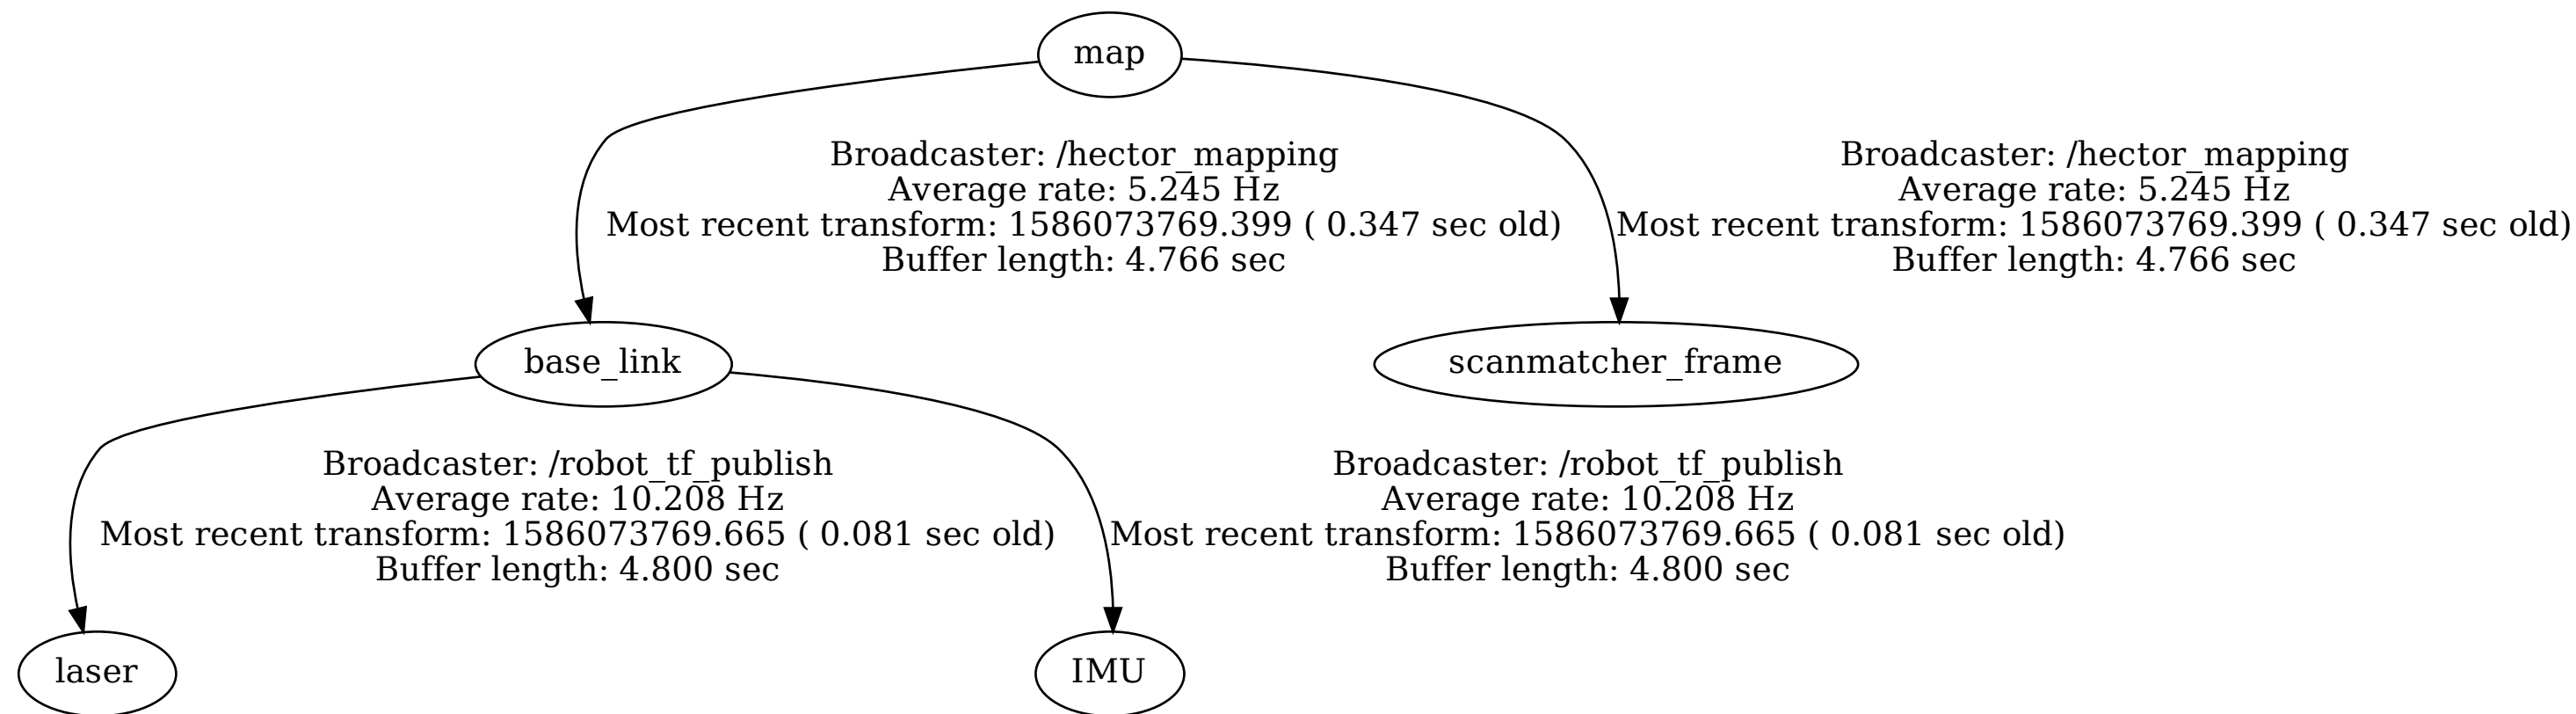 map
Broadcaster: /hector_mapping
Average rate: 5.245 Hz
Most recent transform: 1586073769.399 ( 0.347 sec old)
Buffer length: 4.766 sec
Broadcaster: /hector_mapping
Average rate: 5.245 Hz
Most recent transform: 1586073769.399 ( 0.347 sec old)
Buffer length: 4.766 sec
base_link
scanmatcher_frame
Broadcaster: /robot_tf_publish
Average rate: 10.208 Hz
Most recent transform: 1586073769.665 ( 0.081 sec old)
Buffer length: 4.800 sec
Broadcaster: /robot_tf_publish
Average rate: 10.208 Hz
Most recent transform: 1586073769.665 ( 0.081 sec old)
Buffer length: 4.800 sec
laser
IMU